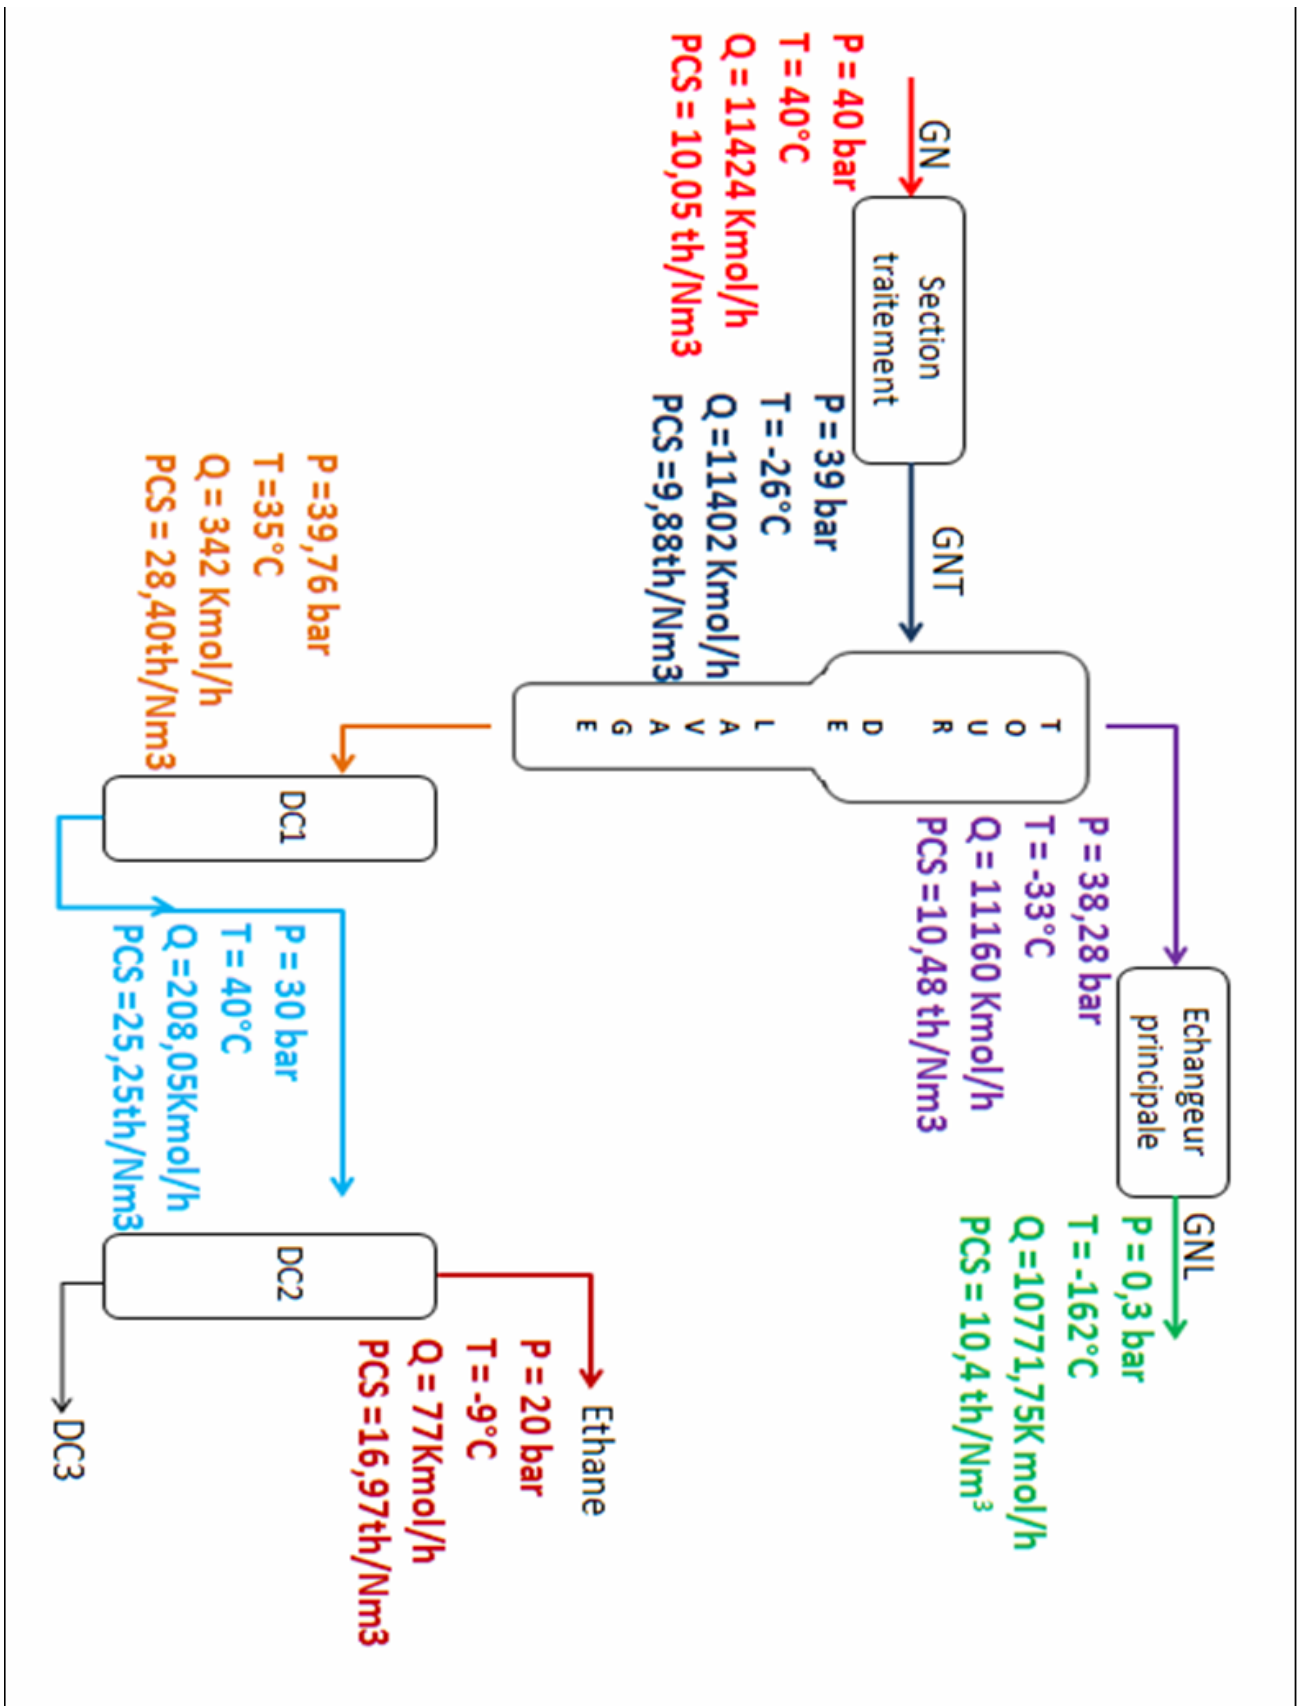 GN
Section
traitement
P = 40 bar
T = 40°C
Q = 11424 Kmol/h
PCS = 10,05 th/Nm3
GNT
P = 39 bar
T = -26°C
Q =11402 Kmol/h
PCS =9,88th/Nm3
T
O
U
R
D
E
L
A
V
A
G
E
P = 38,28 bar
T = -33°C
Q = 11160 Kmol/h
PCS =10,48 th/Nm3
Echangeur
principale
GNL
P = 0,3 bar
T = -162°C
Q =10771,75K mol/h
PCS = 10,4 th/Nm³
P =39,76 bar
T =35°C
Q = 342 Kmol/h
PCS = 28,40th/Nm3
DC1
P = 30 bar
T = 40°C
Q =208,05Kmol/h
PCS =25,25th/Nm3
DC2
Ethane
P = 20 bar
T = -9°C
Q = 77Kmol/h
PCS =16,97th/Nm3
DC3